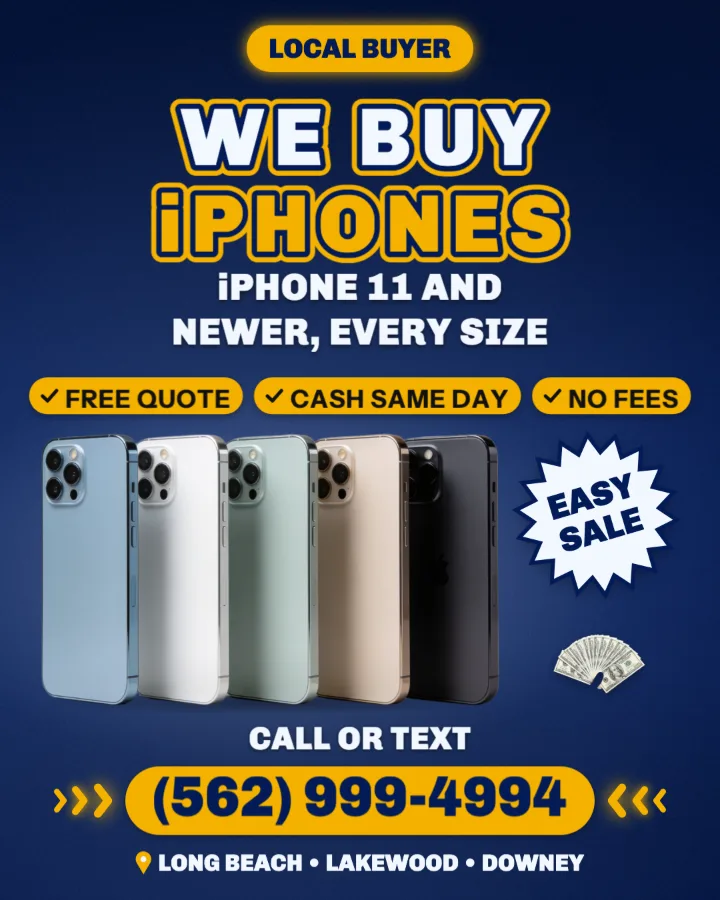 LOCAL BUYER
WE BUY
iPHONES
iPHONE 11 AND
NEWER, EVERY SIZE
✓ FREE QUOTE ✓ CASH SAME DAY ✓ NO FEES
EASY
SALE
CALL OR TEXT
(562) 999-4994
LONG BEACH • LAKEWOOD • DOWNEY